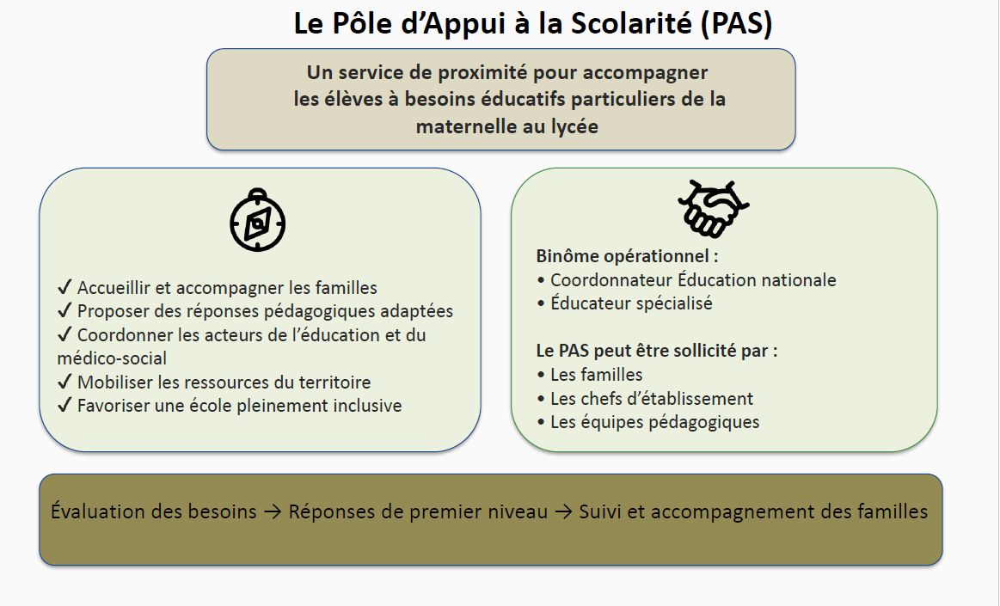 Le Pôle d’Appui à la Scolarité (PAS)
Un service de proximité pour accompagner
les élèves à besoins éducatifs particuliers de la
maternelle au lycée
✓ Accueillir et accompagner les familles
✓ Proposer des réponses pédagogiques adaptées
✓ Coordonner les acteurs de l’éducation et du
médico-social
✓ Mobiliser les ressources du territoire
✓ Favoriser une école pleinement inclusive
Binôme opérationnel :
• Coordonnateur Éducation nationale
• Éducateur spécialisé
Le PAS peut être sollicité par :
• Les familles
• Les chefs d’établissement
• Les équipes pédagogiques
Évaluation des besoins → Réponses de premier niveau → Suivi et accompagnement des familles